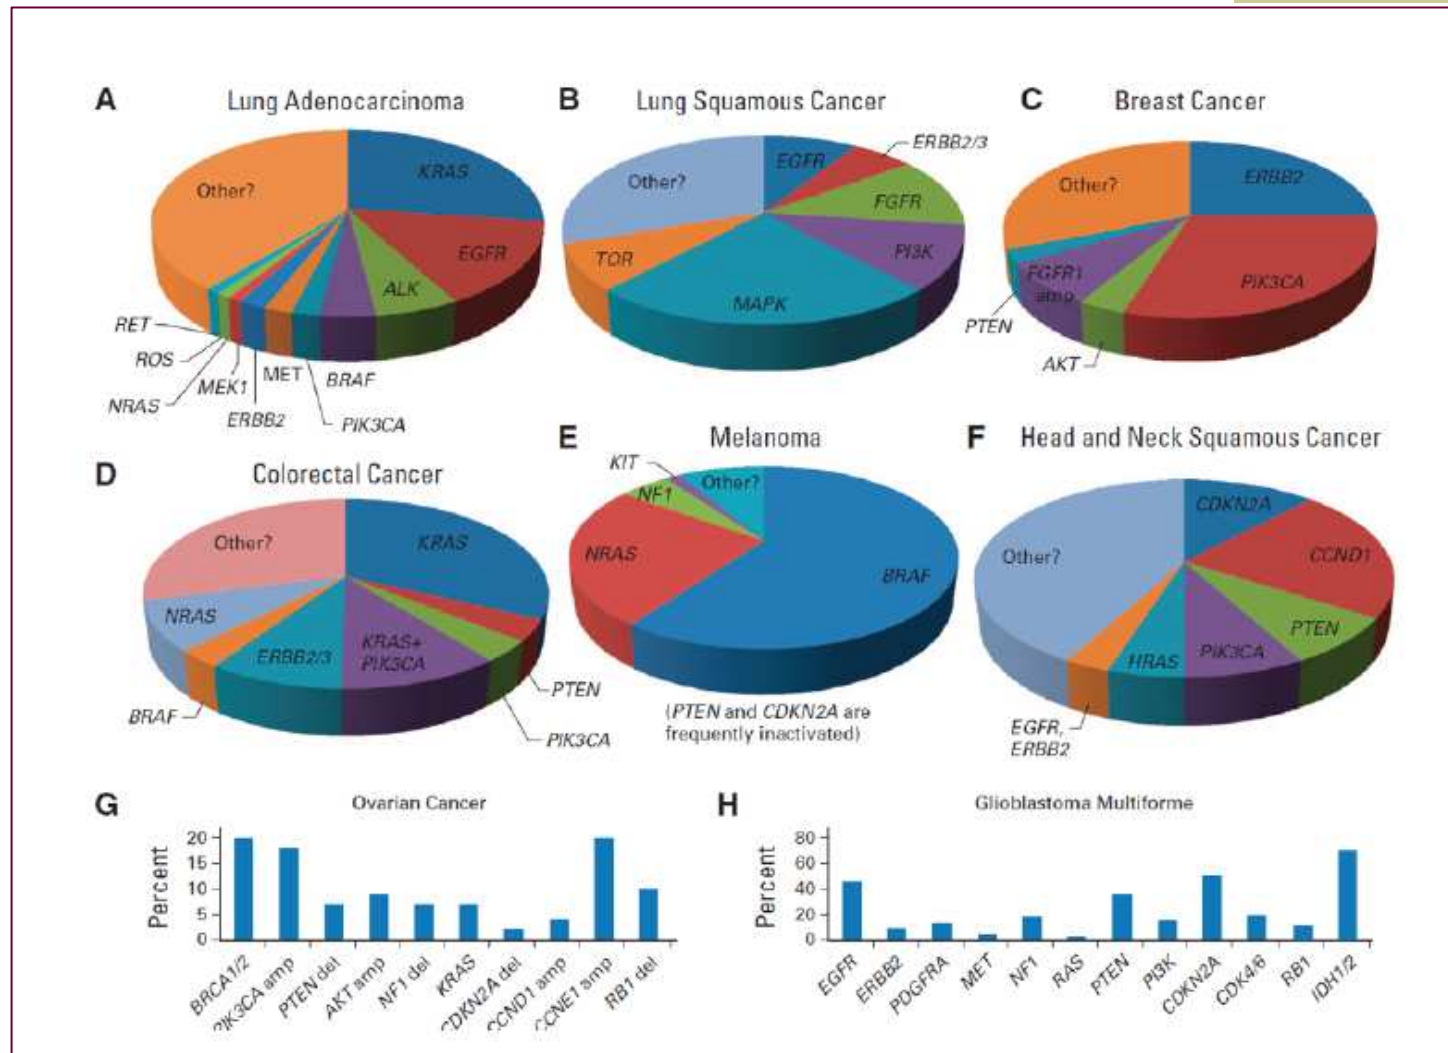 A
Lung Adenocarcinoma
KRAS
Other?
EGFR
ALK
RET
ROS
NRAS
MEK1
ERBB2
MET
BRAF
PIK3CA
B
Lung Squamous Cancer
EGFR
ERBB2/3
Other?
FGFR
PI3K
TOR
MAPK
C
Breast Cancer
Other?
ERBB2
PIK3CA
FGFR1
amp
PTEN
AKT
D
Colorectal Cancer
KRAS
Other?
NRAS
ERBB2/3
KRAS+
PIK3CA
PTEN
BRAF
PIK3CA
E
Melanoma
KIT
Other?
NF1
NRAS
BRAF
(PTEN and CDKN2A are
frequently inactivated)
F
Head and Neck Squamous Cancer
CDKN2A
CCND1
Other?
PTEN
PIK3CA
HRAS
EGFR,
ERBB2
G
Ovarian Cancer
Percent
20
15
10
5
0
BRCA1/2
PIK3CA amp
PTEN del
AKT amp
NF1 del
KRAS
CDKN2A del
CCND1 amp
CCNE1 amp
RB1 del
H
Glioblastoma Multiforme
Percent
80
60
40
20
0
EGFR
ERBB2
PDGFRA
MET
NF1
RAS
PTEN
PI3K
CDKN2A
CDK4/6
RB1
IDH1/2